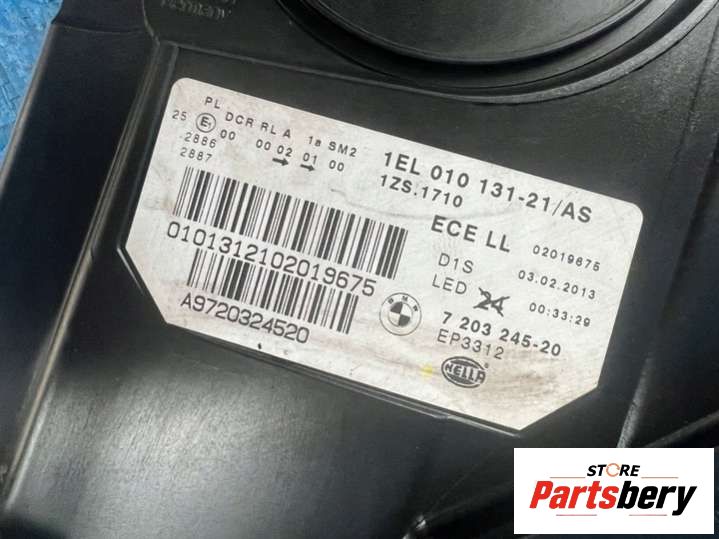 PL DCR RL A 1a SM2
25 E1 00 00 02 01 00
2886
2887
1EL 010 131-21/AS
1ZS.1710
ECE LL 02019675
D1S 03.02.2013
LED 24 00:33:29
0101312102019675
A9720324520
BMW
7 203 245-20
EP3312
HELLA ®
STORE
Partsbery